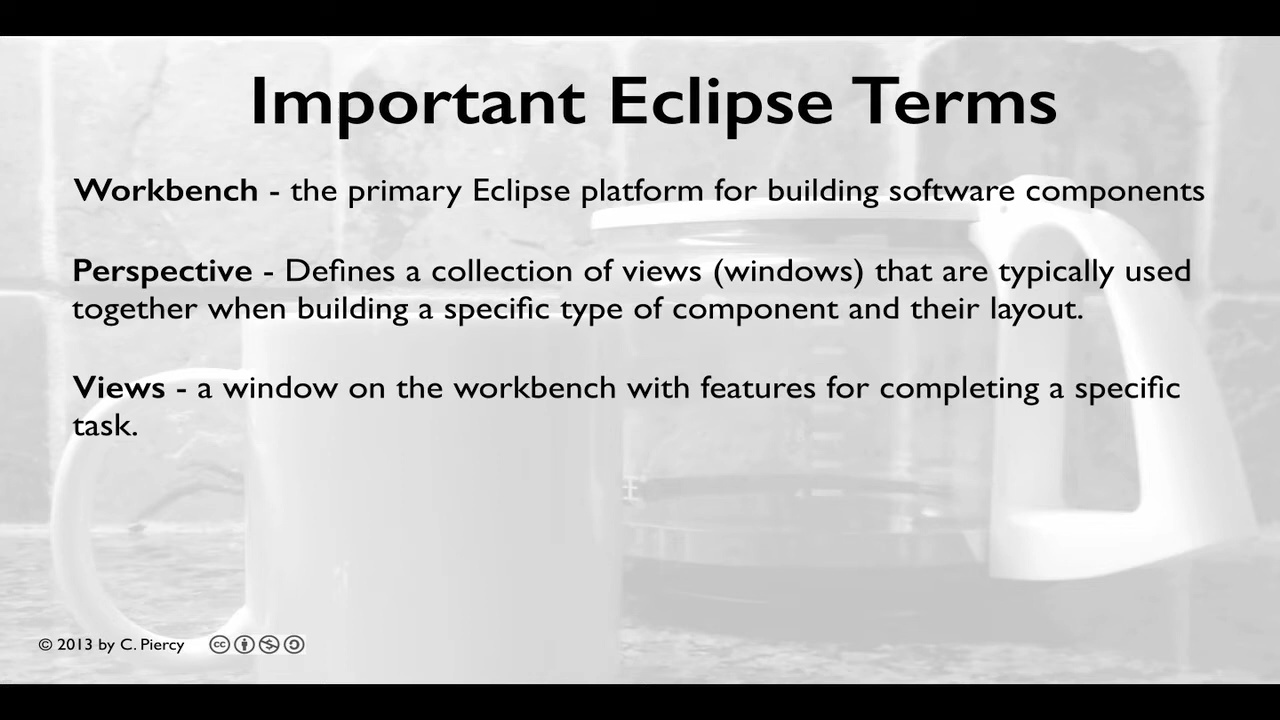 Important Eclipse Terms
Workbench - the primary Eclipse platform for building software components
Perspective - Defines a collection of views (windows) that are typically used
together when building a specific type of component and their layout.
Views - a window on the workbench with features for completing a specific
task.
© 2013 by C. Piercy
cc